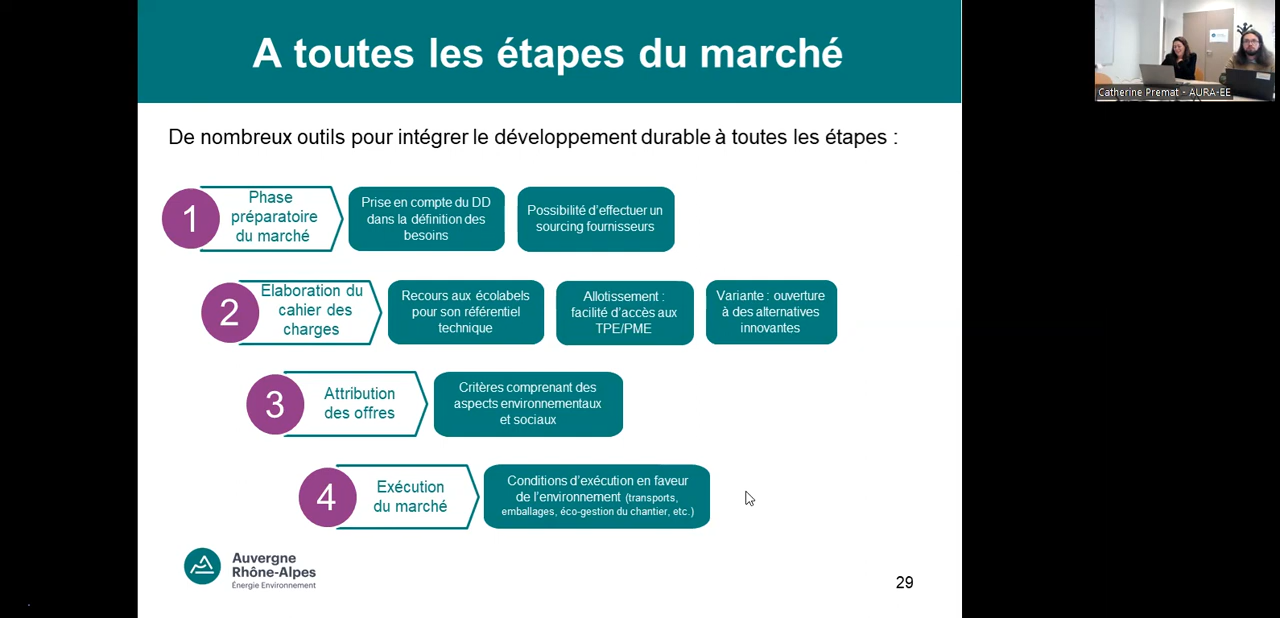 A toutes les étapes du marché
Catherine Premat - AURA-EE
De nombreux outils pour intégrer le développement durable à toutes les étapes :
1
Phase
préparatoire
du marché
Prise en compte du DD
dans la définition des
besoins
Possibilité d'effectuer un
sourcing fournisseurs
2
Elaboration du
cahier des
charges
Recours aux écolabels
pour son référentiel
technique
Allotissement :
facilité d'accès aux
TPE/PME
Variante : ouverture
à des alternatives
innovantes
3
Attribution
des offres
Critères comprenant des
aspects environnementaux
et sociaux
4
Exécution
du marché
Conditions d'exécution en faveur
de l'environnement (transports,
emballages, éco-gestion du chantier, etc.)
Auvergne
Rhône-Alpes
Énergie Environnement
29